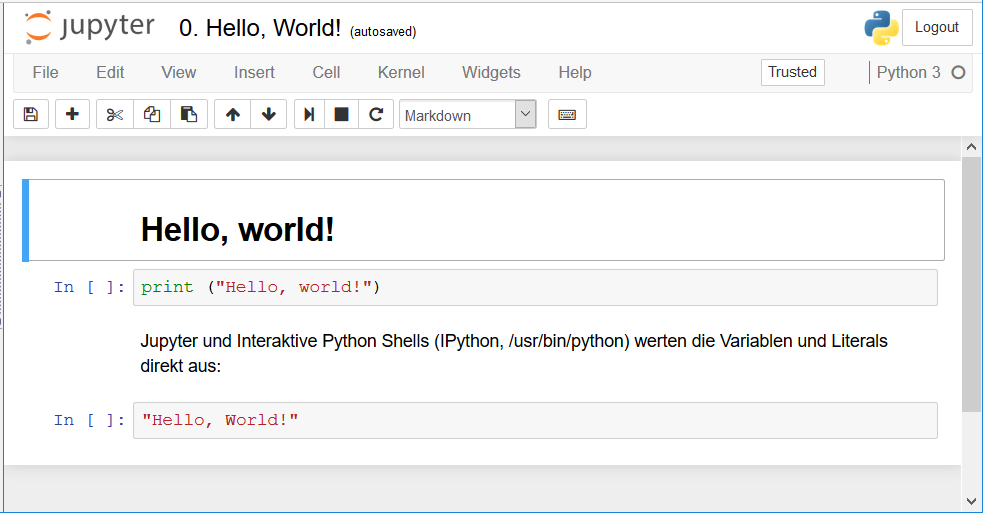 jupyter 0. Hello, World! (autosaved) Logout
File Edit View Insert Cell Kernel Widgets Help Trusted Python 3
Markdown
Hello, world!
In [ ]: print ("Hello, world!")
Jupyter und Interaktive Python Shells (IPython, /usr/bin/python) werten die Variablen und Literals
direkt aus:
In [ ]: "Hello, World!"